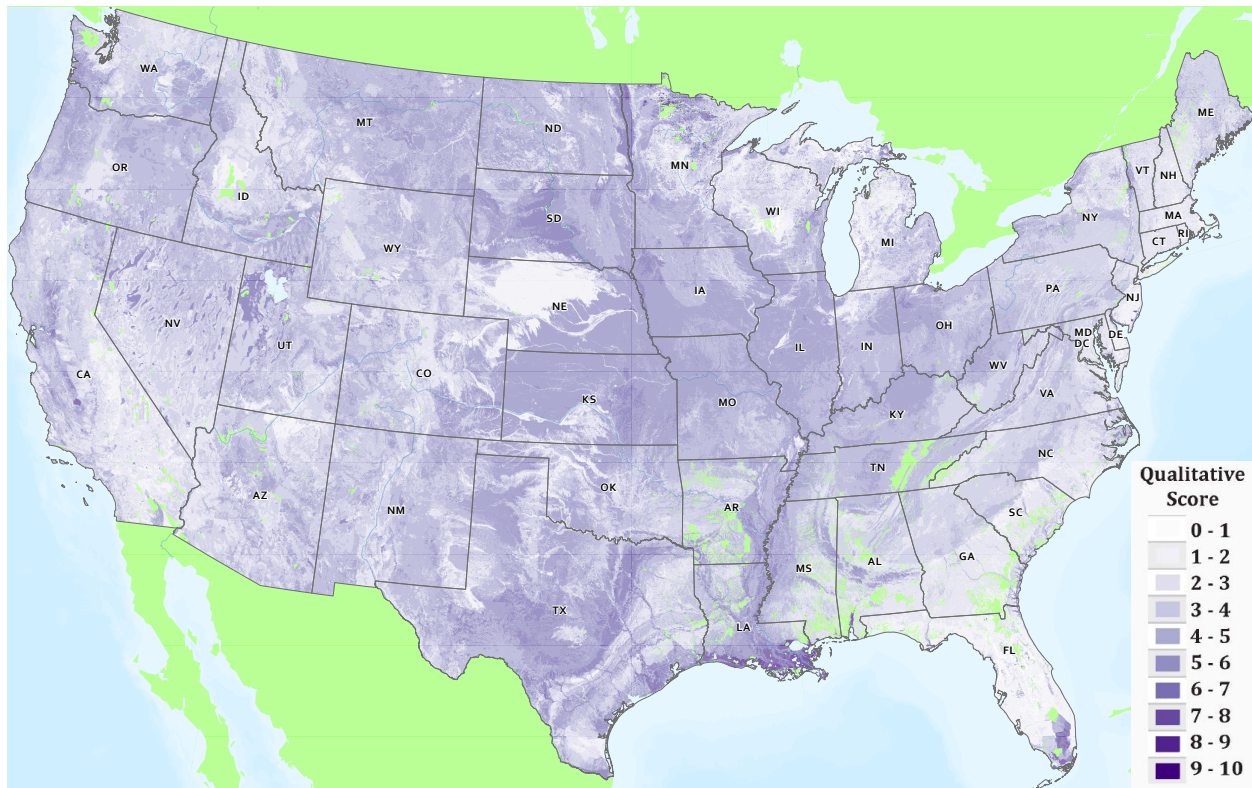 WA
MT
ND
MN
ME
OR
ID
SD
WI
VT
NH
WY
MI
NY
MA
CT
RI
NE
IA
PA
NJ
NV
UT
IL
IN
OH
MD
DE
DC
CA
CO
KS
MO
WV
VA
KY
AZ
NM
OK
AR
TN
NC
SC
TX
LA
MS
AL
GA
FL
Qualitative
Score
0 - 1
1 - 2
2 - 3
3 - 4
4 - 5
5 - 6
6 - 7
7 - 8
8 - 9
9 - 10